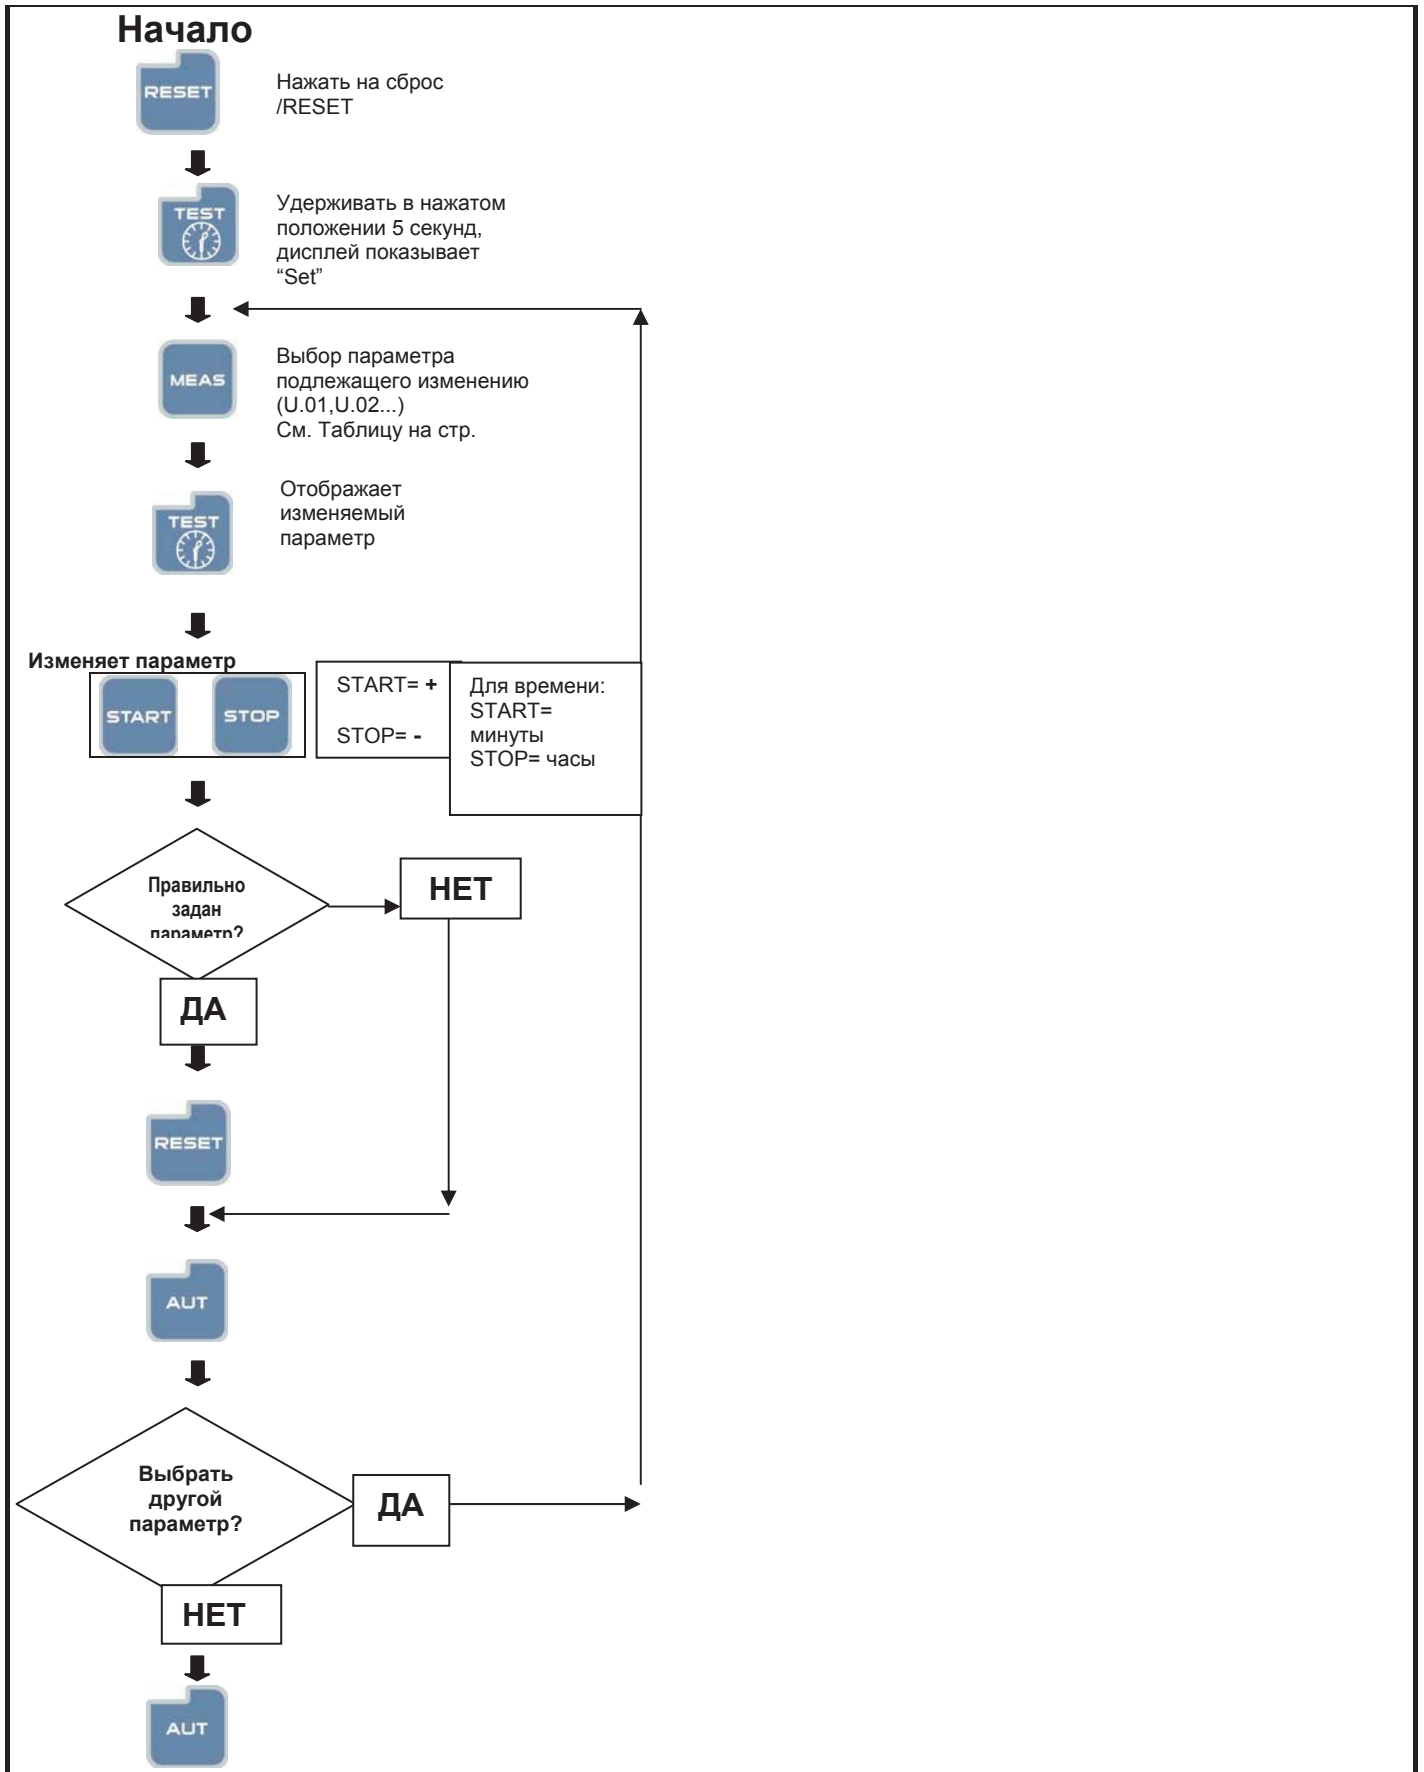 Начало
RESET
Нажать на сброс
/RESET
TEST
Удерживать в нажатом
положении 5 секунд,
дисплей показывает
“Set”
MEAS
Выбор параметра
подлежащего изменению
(U.01,U.02...)
См. Таблицу на стр.
TEST
Отображает
изменяемый
параметр
Изменяет параметр
START
STOP
START= +
STOP= -
Для времени:
START=
минуты
STOP= часы
Правильно
задан
параметр?
НЕТ
ДА
RESET
AUT
Выбрать
другой
параметр?
ДА
НЕТ
AUT